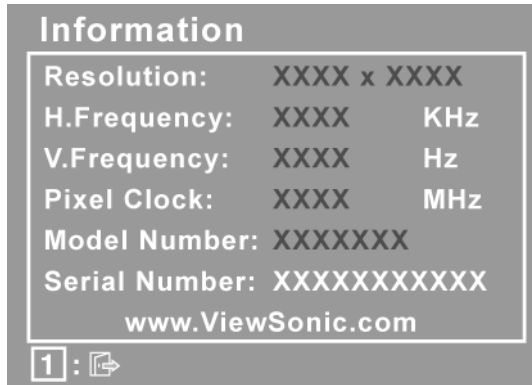 Information
Resolution: XXXX x XXXX
H.Frequency: XXXX KHz
V.Frequency: XXXX Hz
Pixel Clock: XXXX MHz
Model Number: XXXXXXX
Serial Number: XXXXXXXXXXX
www.ViewSonic.com
1 :